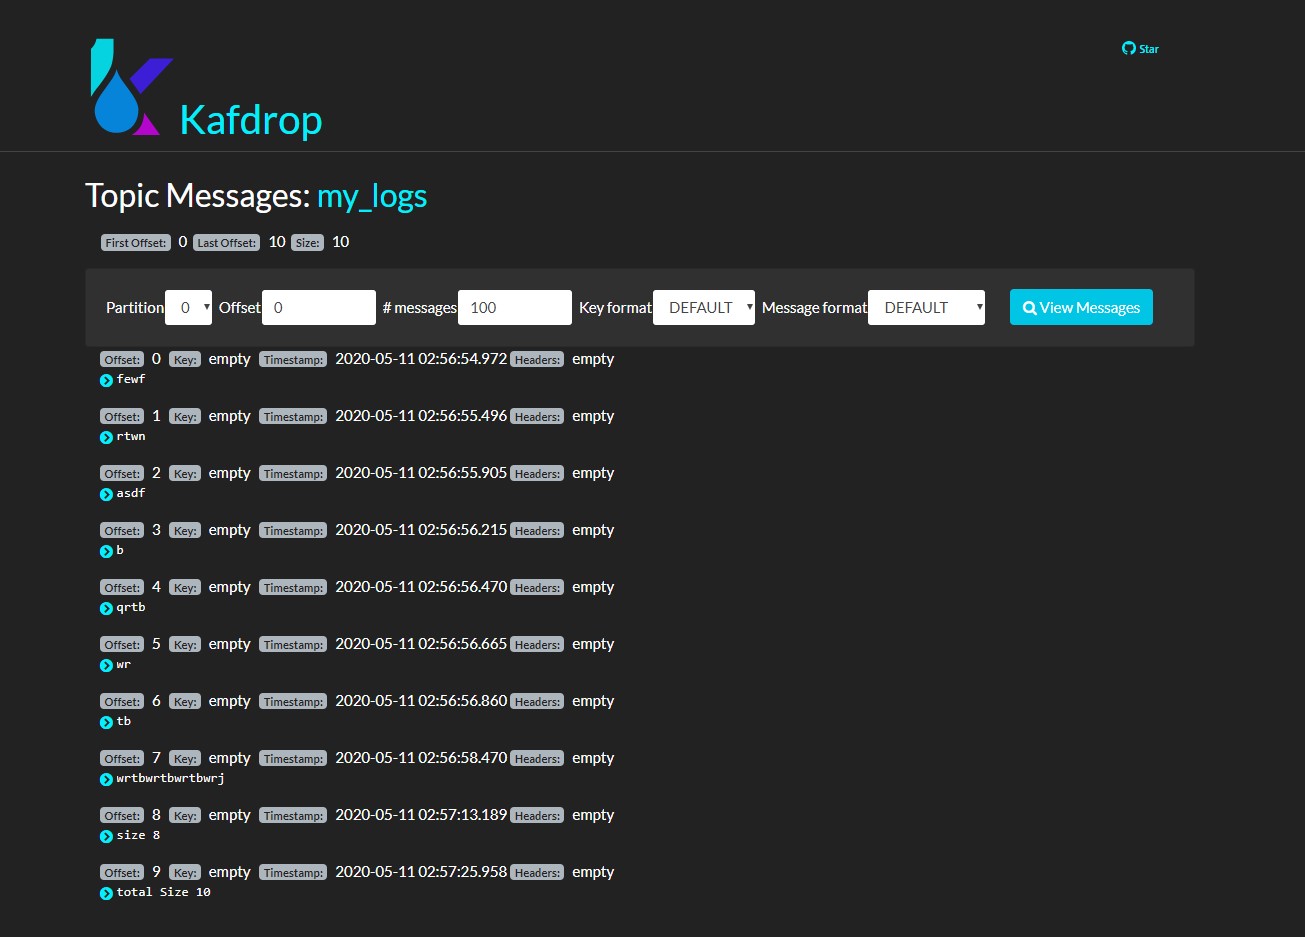 Star
Kafdrop
Topic Messages: my_logs
First Offset: 0 Last Offset: 10 Size: 10
Partition 0 Offset 0 # messages 100 Key format DEFAULT Message format DEFAULT View Messages
Offset: 0 Key: empty Timestamp: 2020-05-11 02:56:54.972 Headers: empty
fewf
Offset: 1 Key: empty Timestamp: 2020-05-11 02:56:55.496 Headers: empty
rtwn
Offset: 2 Key: empty Timestamp: 2020-05-11 02:56:55.905 Headers: empty
asdf
Offset: 3 Key: empty Timestamp: 2020-05-11 02:56:56.215 Headers: empty
b
Offset: 4 Key: empty Timestamp: 2020-05-11 02:56:56.470 Headers: empty
qrtb
Offset: 5 Key: empty Timestamp: 2020-05-11 02:56:56.665 Headers: empty
wr
Offset: 6 Key: empty Timestamp: 2020-05-11 02:56:56.860 Headers: empty
tb
Offset: 7 Key: empty Timestamp: 2020-05-11 02:56:58.470 Headers: empty
wrtbwrtbwrtbwrj
Offset: 8 Key: empty Timestamp: 2020-05-11 02:57:13.189 Headers: empty
size 8
Offset: 9 Key: empty Timestamp: 2020-05-11 02:57:25.958 Headers: empty
total Size 10